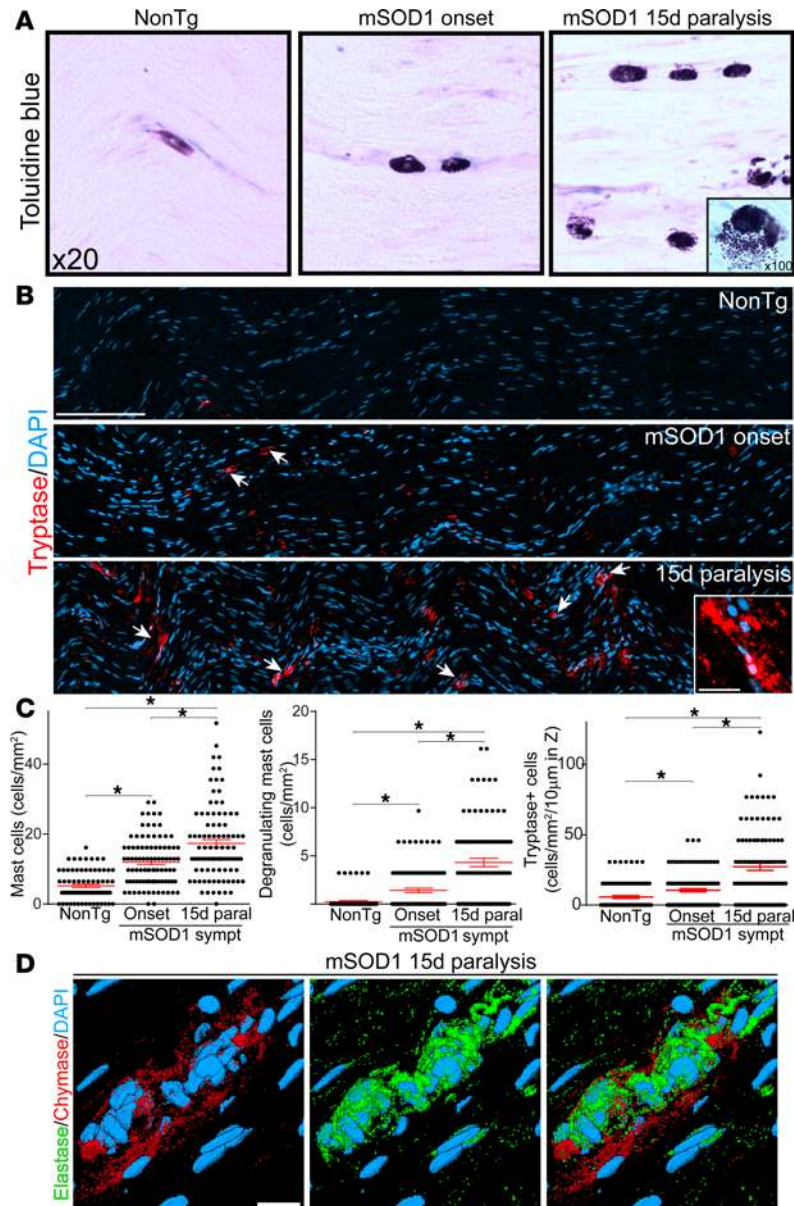 A
NonTg
mSOD1 onset
mSOD1 15d paralysis
Toluidine blue
x20
x100
B
NonTg
mSOD1 onset
15d paralysis
Tryptase/DAPI
C
Mast cells (cells/mm²)
40
20
0
NonTg
Onset
15d paral
mSOD1 sympt
* * *
Degranulating mast cells
(cells/mm²)
20
15
10
5
NonTg
Onset
15d paral
mSOD1 sympt
* * *
Tryptase+ cells
(cells/mm²/10µm in Z)
100
50
0
NonTg
Onset
15d paral
mSOD1 sympt
* * *
D
mSOD1 15d paralysis
Elastase/Chymase/DAPI